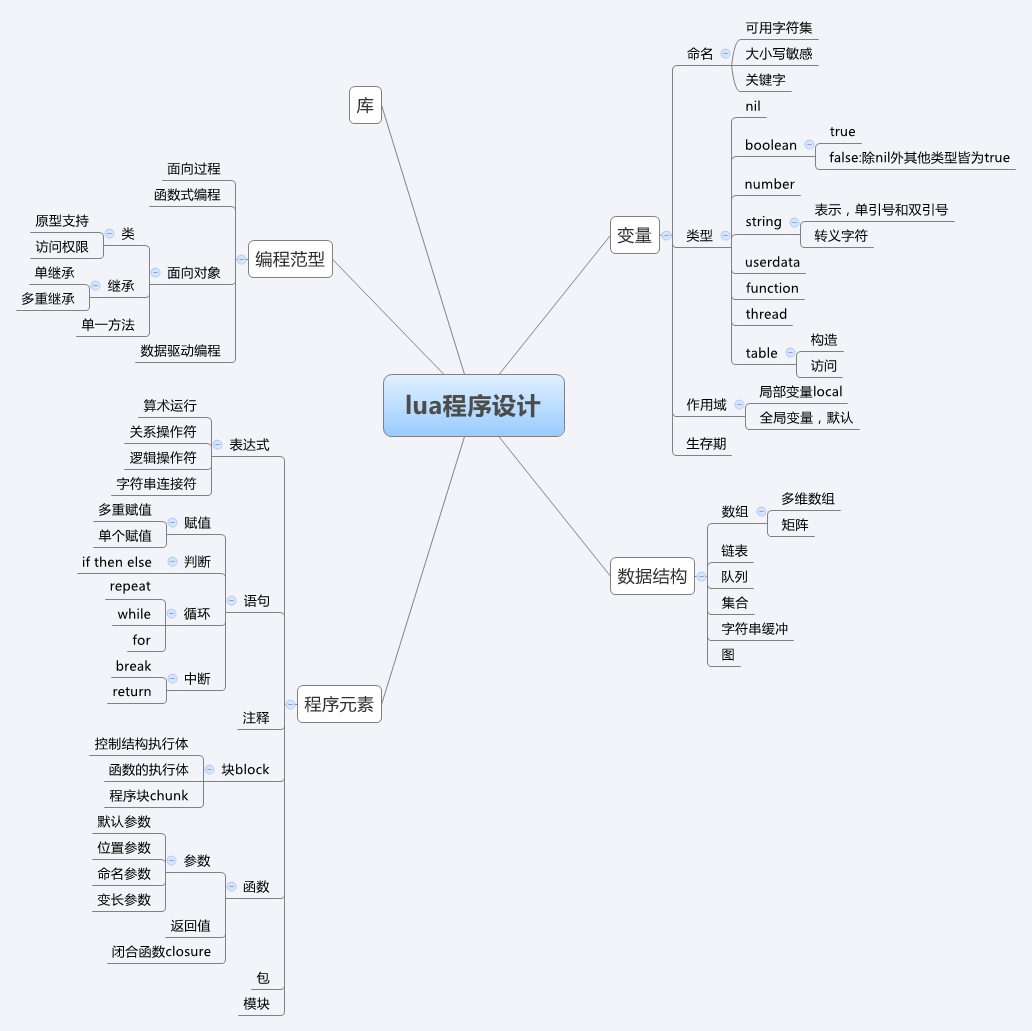 lua程序设计
变量
命名
可用字符集
大小写敏感
关键字
类型
nil
boolean
true
false:除nil外其他类型皆为true
number
string
表示，单引号和双引号
转义字符
userdata
function
thread
table
构造
访问
作用域
局部变量local
全局变量，默认
生存期
数据结构
数组
多维数组
矩阵
链表
队列
集合
字符串缓冲
图
库
编程范型
面向过程
函数式编程
面向对象
类
原型支持
访问权限
继承
单继承
多重继承
单一方法
数据驱动编程
程序元素
表达式
算术运行
关系操作符
逻辑操作符
字符串连接符
语句
赋值
多重赋值
单个赋值
判断
if then else
循环
repeat
while
for
中断
break
return
注释
块block
控制结构执行体
函数的执行体
程序块chunk
函数
参数
默认参数
位置参数
命名参数
变长参数
返回值
闭合函数closure
包
模块